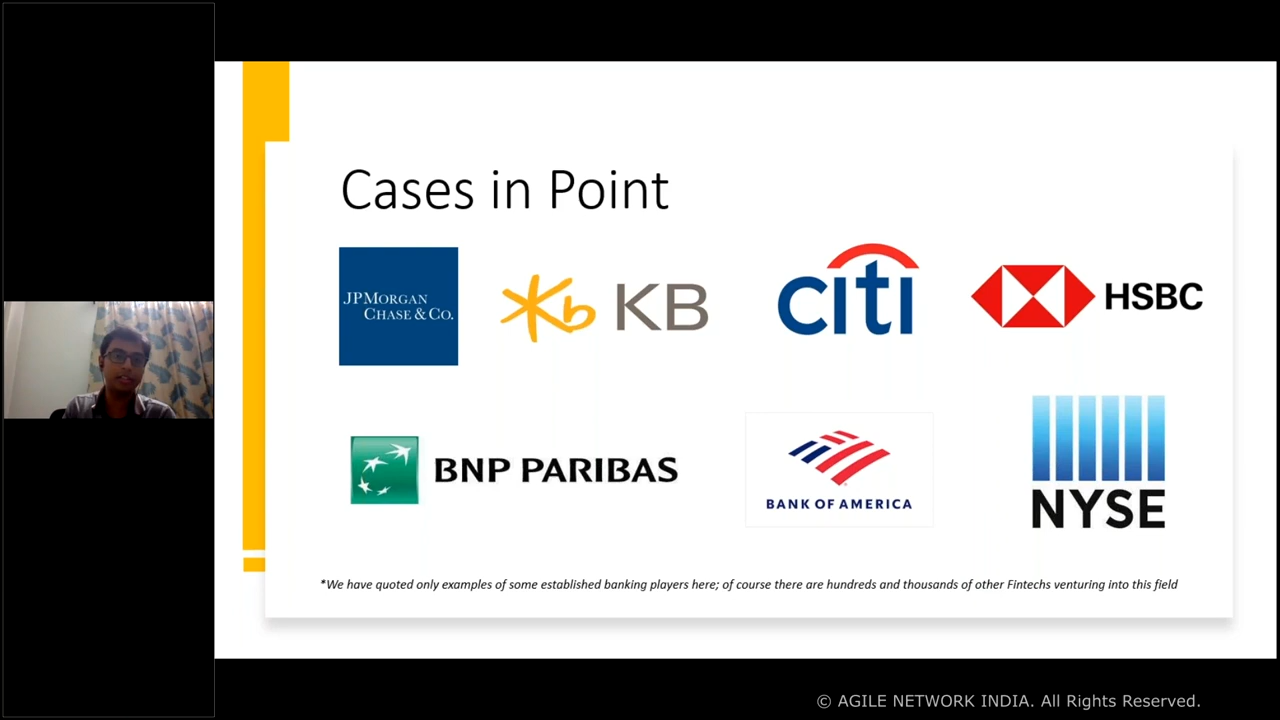 Cases in Point
JPMORGAN
CHASE & CO.
Kb KB
citi
HSBC
BNP PARIBAS
BANK OF AMERICA
NYSE
*We have quoted only examples of some established banking players here; of course there are hundreds and thousands of other Fintechs venturing into this field
© AGILE NETWORK INDIA. All Rights Reserved.